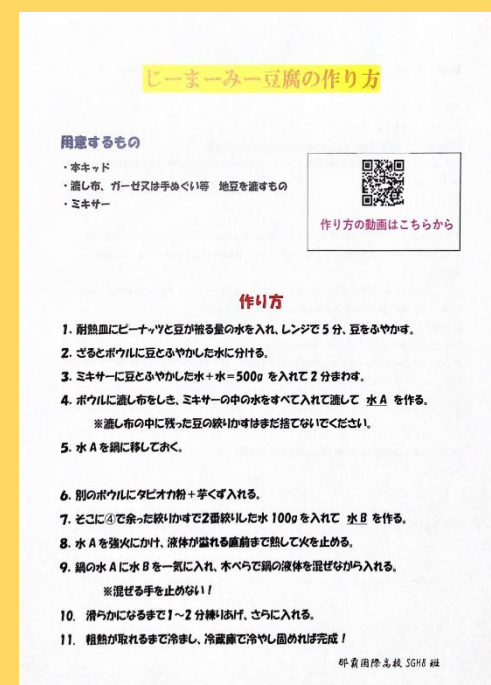 じーまーみー豆腐の作り方
用意するもの
・本キッド
・漉し布、ガーゼ又は手ぬぐい等　地豆を漉すもの
・ミキサー
作り方の動画はこちらから
作り方
1. 耐熱皿にピーナッツと豆が被る量の水を入れ、レンジで5分、豆をふやかす。
2. ざるとボウルに豆とふやかした水に分ける。
3. ミキサーに豆とふやかした水＋水＝500g を入れて2分まわす。
4. ボウルに漉し布をしき、ミキサーの中の水をすべて入れて漉して 水A を作る。
※漉し布の中に残った豆の絞りかすはまだ捨てないでください。
5. 水Aを鍋に移しておく。
6. 別のボウルにタピオカ粉＋芋くず入れる。
7. そこに④で余った絞りかすで2番絞りした水100gを入れて 水B を作る。
8. 水Aを強火にかけ、液体が溢れる直前まで熱して火を止める。
9. 鍋の水Aに水Bを一気に入れ、木べらで鍋の液体を混ぜながら入れる。
※混ぜる手を止めない！
10. 滑らかになるまで1～2分練りあげ、さらに入れる。
11. 粗熱が取れるまで冷まし、冷蔵庫で冷やし固めれば完成！
那覇国際高校 SGH8 班